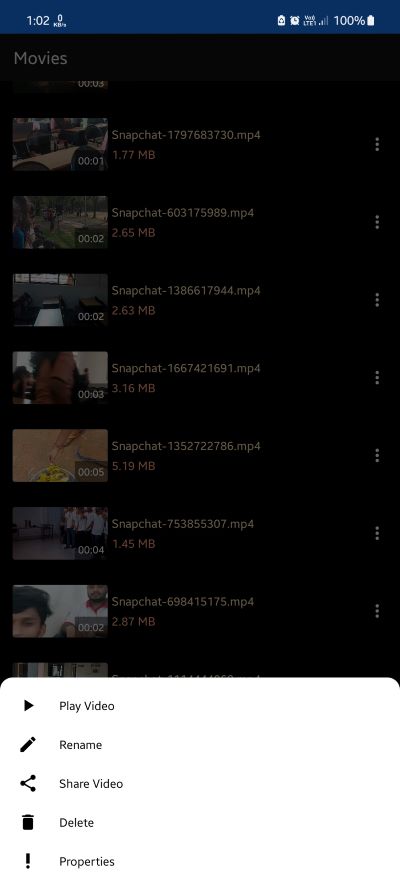 1:02 0 KB/s Vo) LTE1 100%
Movies
00:03
Snapchat-1797683730.mp4
1.77 MB
00:01
Snapchat-603175989.mp4
2.65 MB
00:02
Snapchat-1386617944.mp4
2.63 MB
00:02
Snapchat-1667421691.mp4
3.16 MB
00:03
Snapchat-1352722786.mp4
5.19 MB
00:05
Snapchat-753855307.mp4
1.45 MB
00:04
Snapchat-698415175.mp4
2.87 MB
00:02
Play Video
Rename
Share Video
Delete
Properties